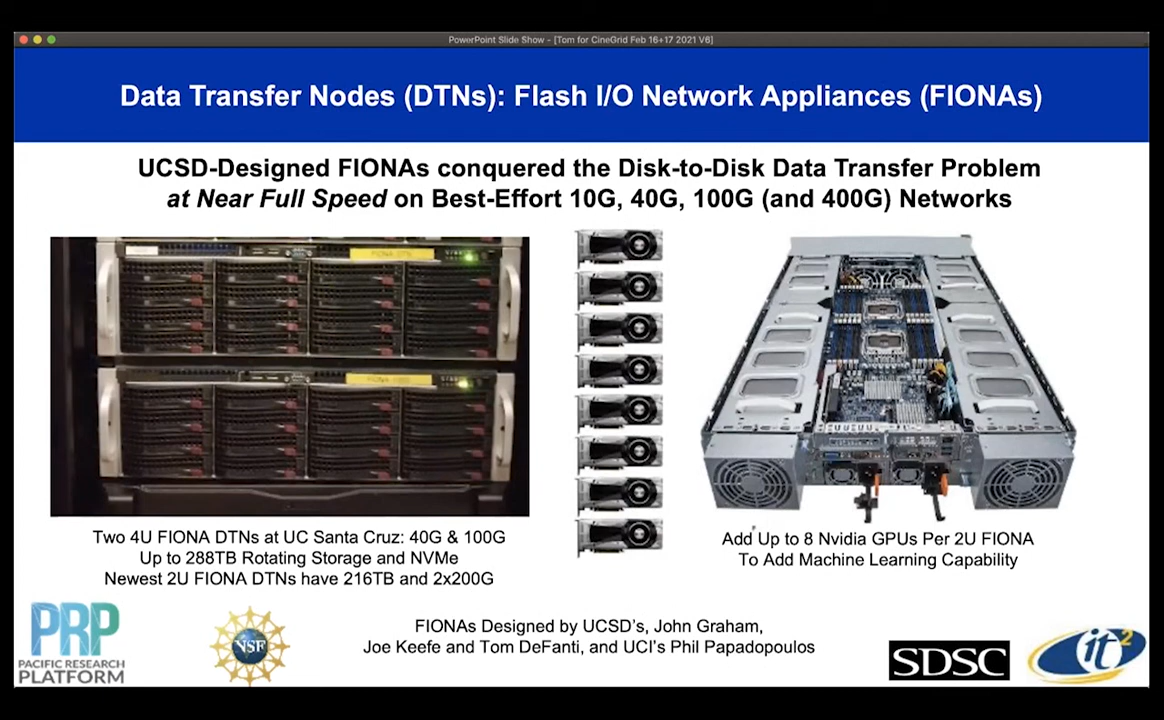 PowerPoint Slide Show - [Tom for CineGrid Feb 16+17 2021 V6]
Data Transfer Nodes (DTNs): Flash I/O Network Appliances (FIONAs)
UCSD-Designed FIONAs conquered the Disk-to-Disk Data Transfer Problem
at Near Full Speed on Best-Effort 10G, 40G, 100G (and 400G) Networks
FIONA DTN
FIONA
Two 4U FIONA DTNs at UC Santa Cruz: 40G & 100G
Up to 288TB Rotating Storage and NVMe
Newest 2U FIONA DTNs have 216TB and 2x200G
Add Up to 8 Nvidia GPUs Per 2U FIONA
To Add Machine Learning Capability
PRP
PACIFIC RESEARCH
PLATFORM
NSF
FIONAs Designed by UCSD's, John Graham,
Joe Keefe and Tom DeFanti, and UCI's Phil Papadopoulos
SDSC
it2